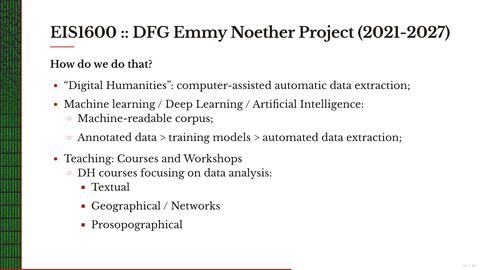 EIS1600 :: DFG Emmy Noether Project (2021-2027)
How do we do that?
“Digital Humanities”: computer-assisted automatic data extraction;
Machine learning / Deep Learning / Artificial Intelligence:
Machine-readable corpus;
Annotated data > training models > automated data extraction;
Teaching: Courses and Workshops
DH courses focusing on data analysis:
Textual
Geographical / Networks
Prosopographical